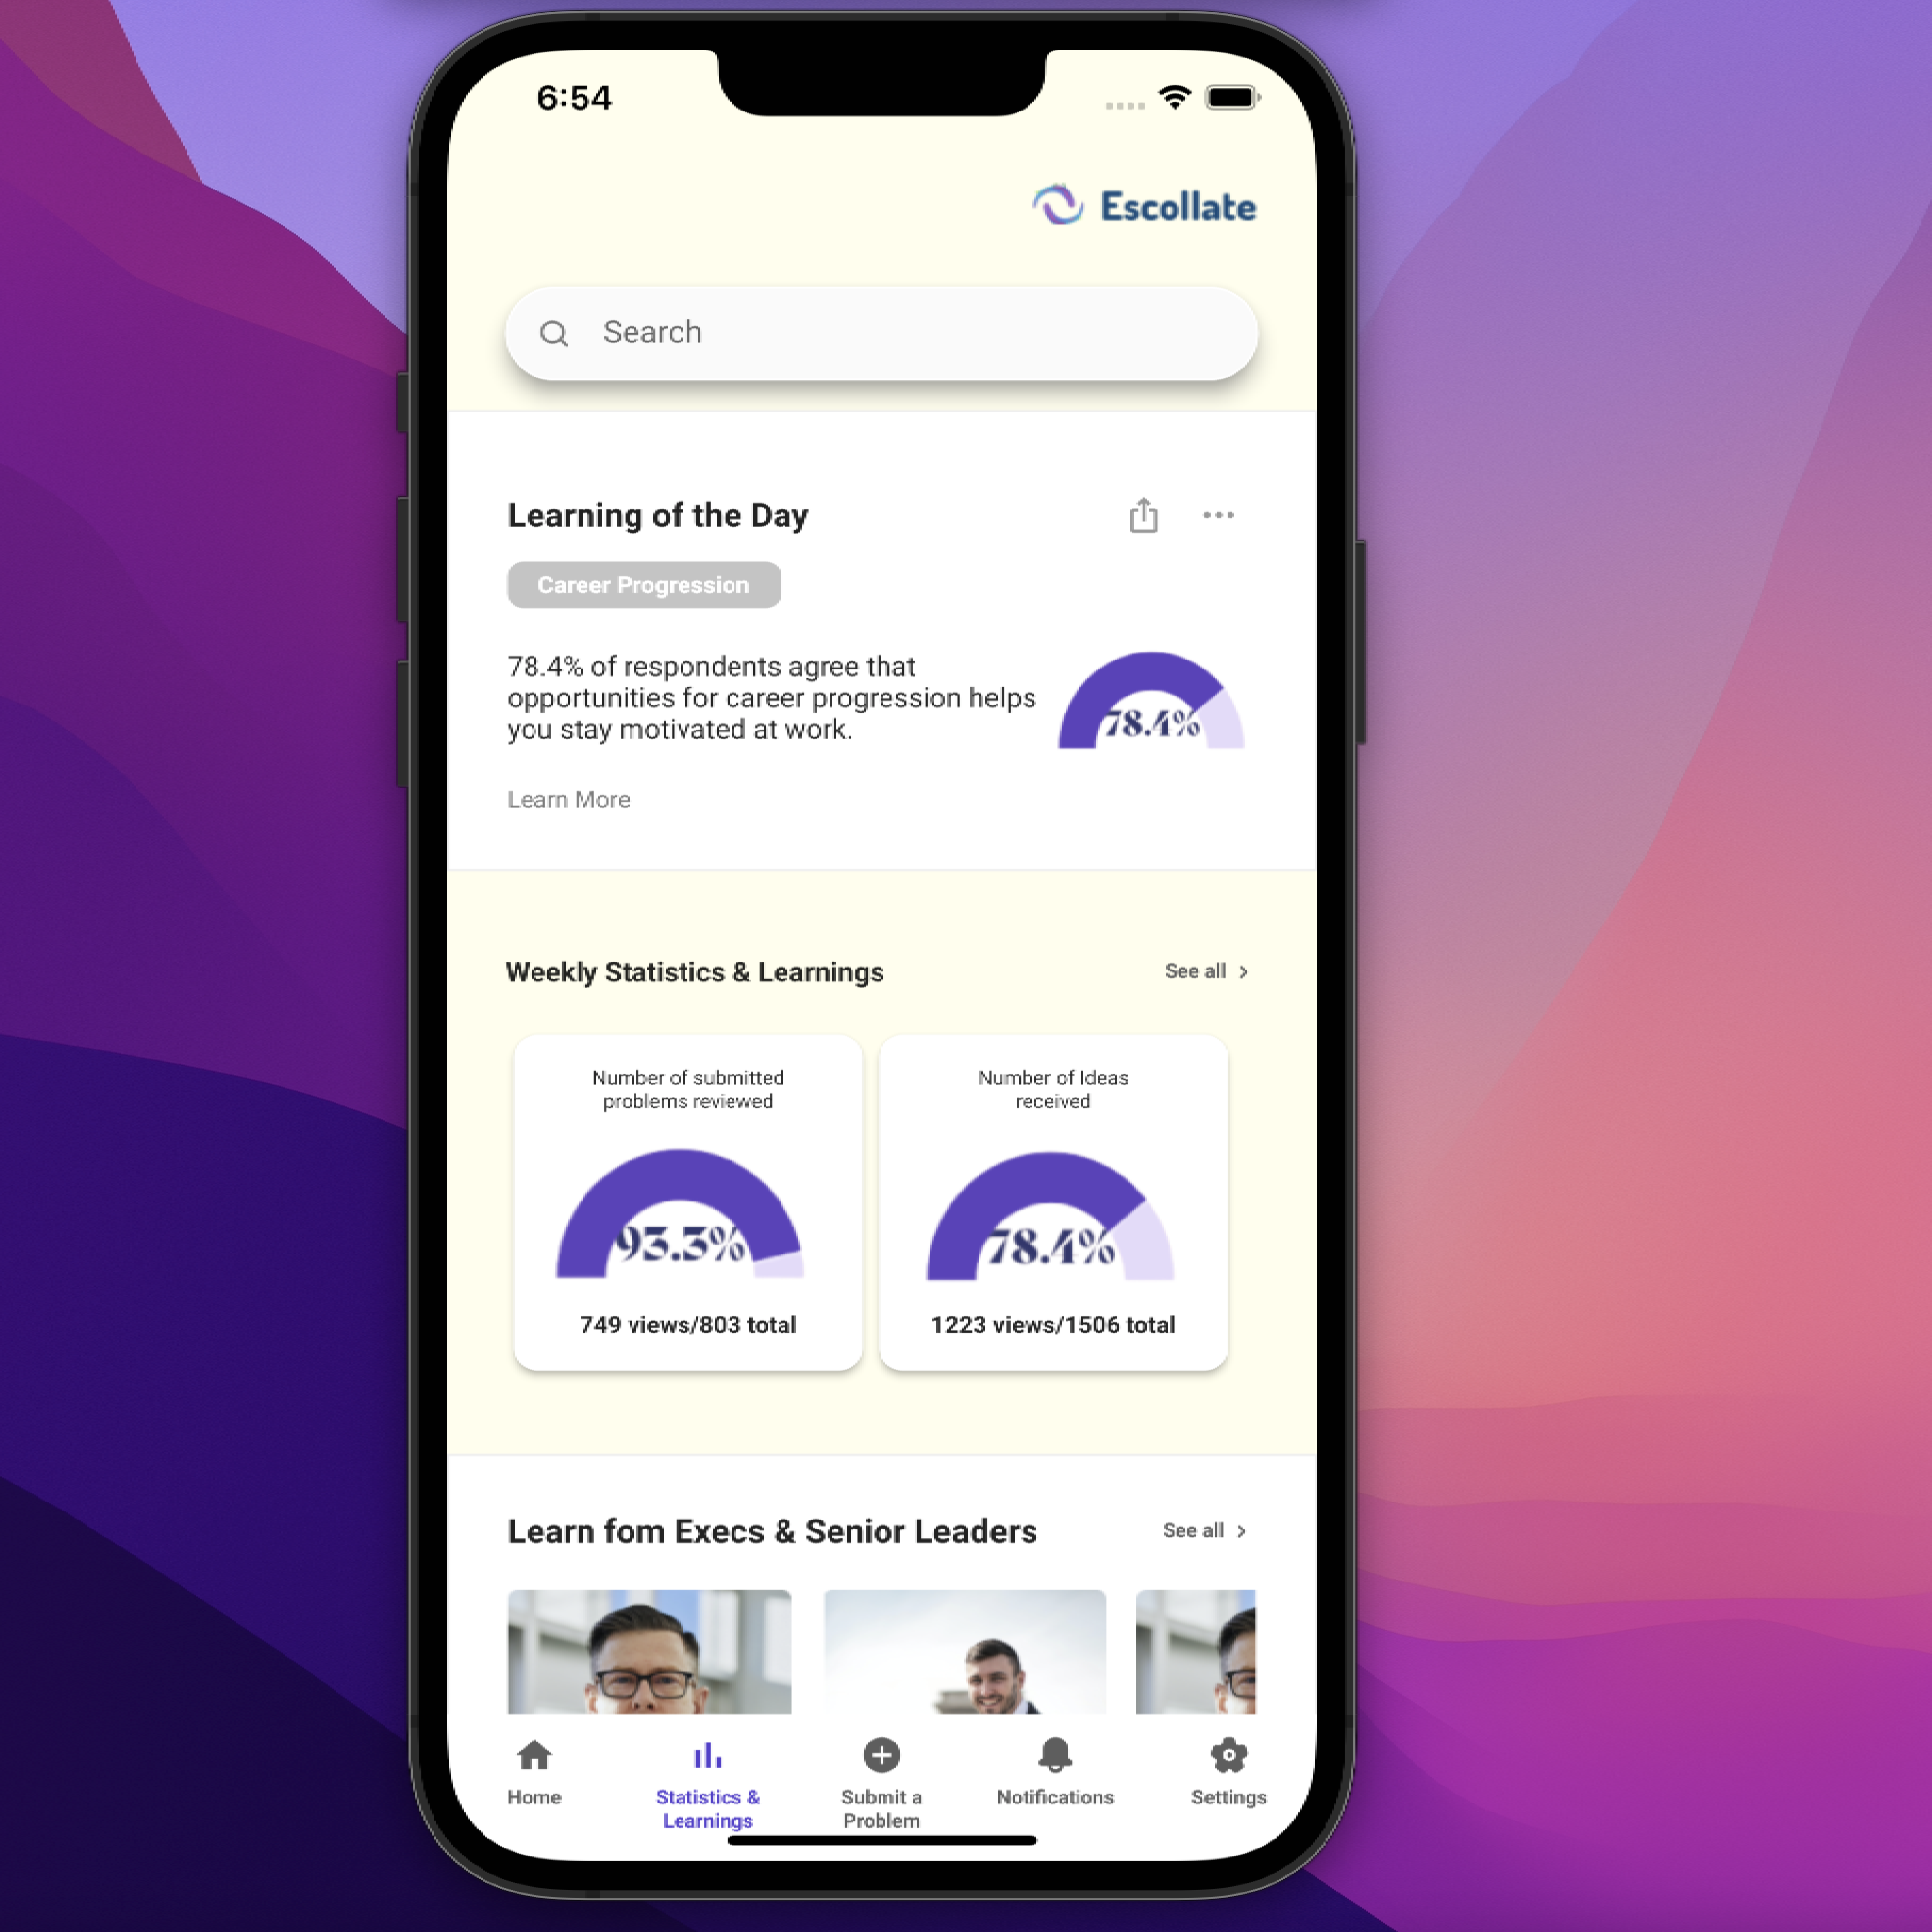 6:54
Escollate
Search
Learning of the Day
Career Progression
78.4% of respondents agree that
opportunities for career progression helps
you stay motivated at work.
78.4%
Learn More
Weekly Statistics & Learnings
See all
Number of submitted
problems reviewed
93.3%
749 views/803 total
Number of Ideas
received
78.4%
1223 views/1506 total
Learn fom Execs & Senior Leaders
See all
Home
Statistics &
Learnings
Submit a
Problem
Notifications
Settings